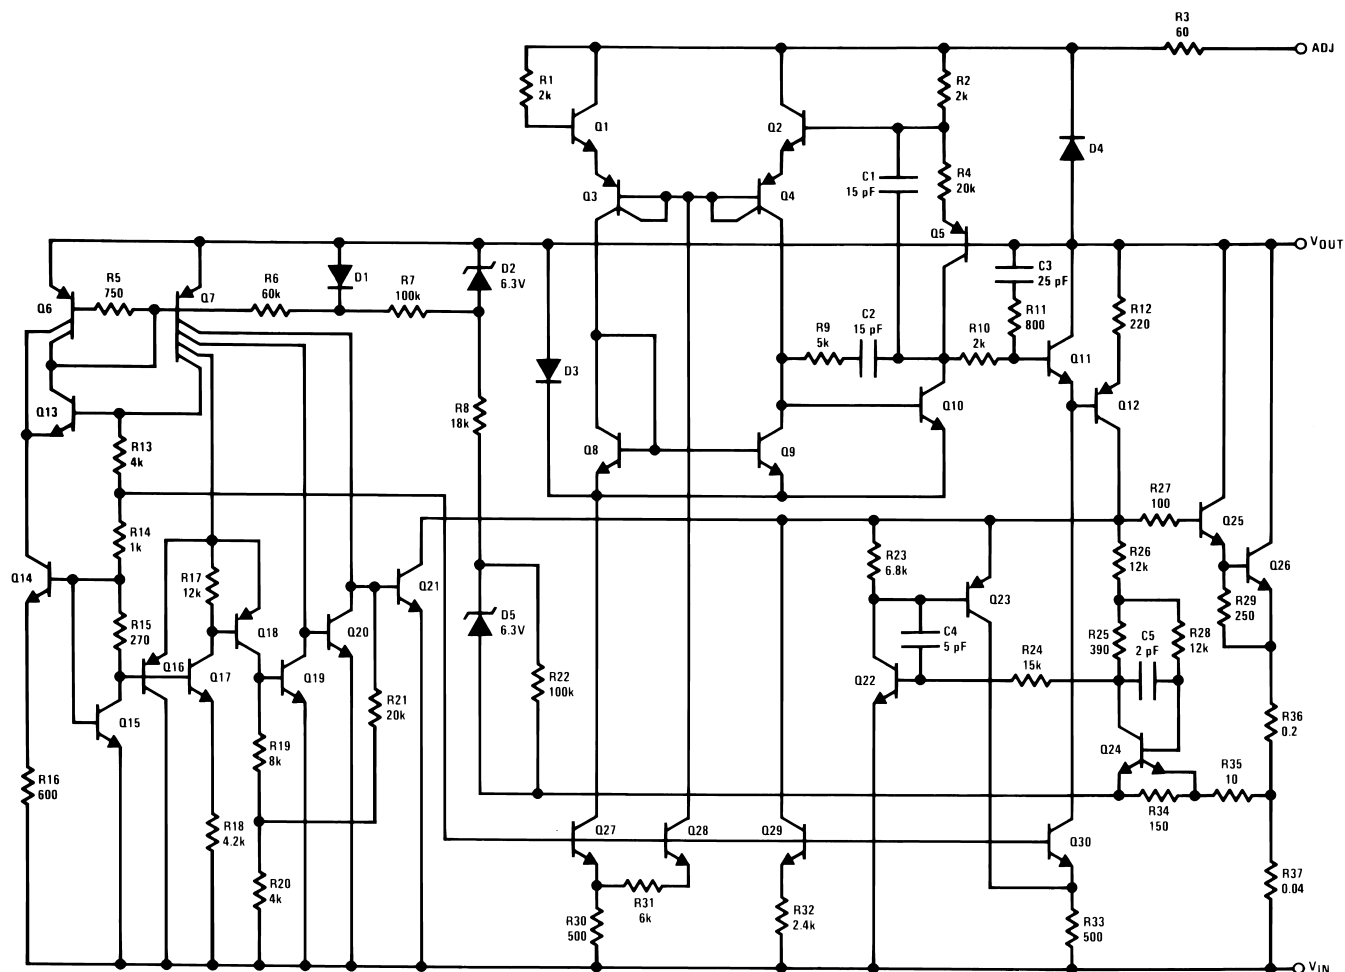 R3
60
ADJ
R1
2k
R2
2k
Q1
Q2
D4
C1
15 pF
R4
20k
Q3
Q4
Q5
VOUT
R5
750
Q6
Q7
R6
60k
D1
R7
100k
D2
6.3V
C3
25 pF
R11
800
R12
220
R9
5k
C2
15 pF
R10
2k
Q11
D3
Q13
R8
18k
Q10
Q12
R13
4k
Q8
Q9
R27
100
Q25
R14
1k
R23
6.8k
R26
12k
Q14
R17
12k
Q21
Q26
Q23
R29
250
R15
270
Q18
Q20
D5
6.3V
C4
5 pF
R25
390
C5
2 pF
R28
12k
R24
15k
Q16
Q17
Q19
R22
100k
Q22
R21
20k
Q15
R36
0.2
R19
8k
Q24
R35
10
R16
600
R34
150
R18
4.2k
Q27
Q28
Q29
Q30
R37
0.04
R20
4k
R31
6k
R30
500
R32
2.4k
R33
500
VIN